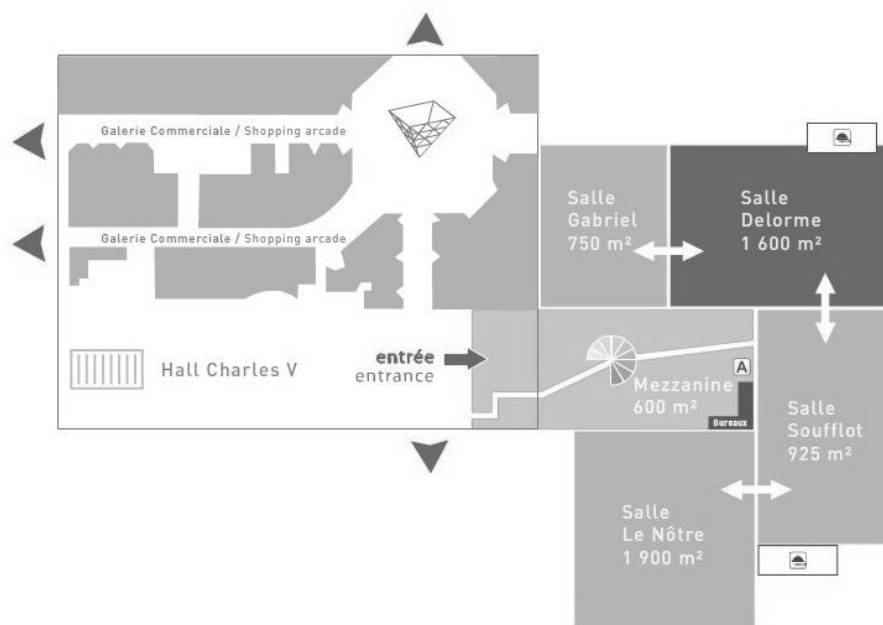 Galerie Commerciale / Shopping arcade
Galerie Commerciale / Shopping arcade
Hall Charles V
entrée
entrance
Salle
Gabriel
750 m²
Salle
Delorme
1 600 m²
Mezzanine
600 m²
A
Bureaux
Salle
Soufflot
925 m²
Salle
Le Nôtre
1 900 m²